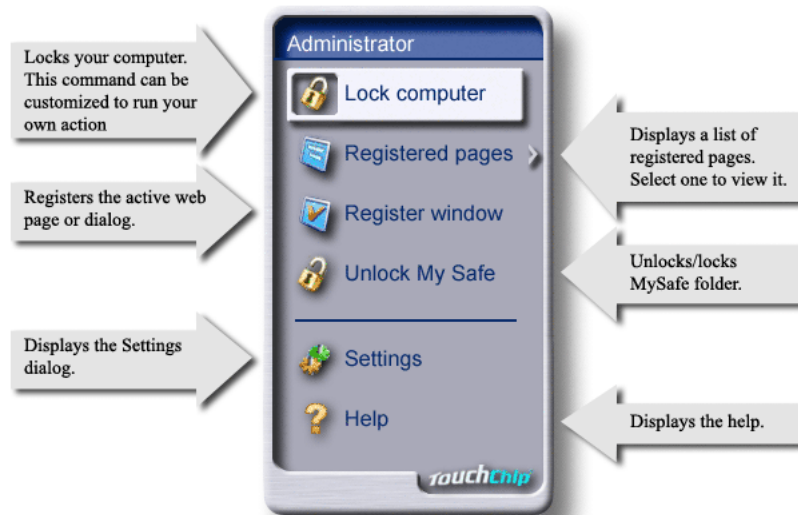 Locks your computer.
This command can be
customized to run your
own action
Registers the active web
page or dialog.
Displays the Settings
dialog.
Administrator
Lock computer
Registered pages
Register window
Unlock My Safe
Settings
Help
TouchChip
Displays a list of
registered pages.
Select one to view it.
Unlocks/locks
MySafe folder.
Displays the help.